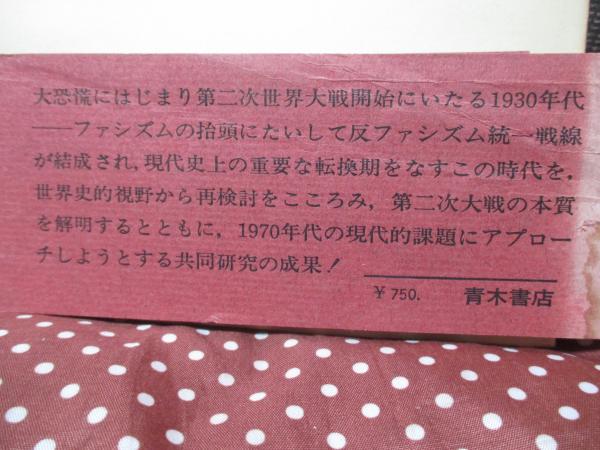 大恐慌にはじまり第二次世界大戦開始にいたる1930年代
――ファシズムの抬頭にたいして反ファシズム統一戦線
が結成され,現代史上の重要な転換期をなすこの時代を,
世界史的視野から再検討をこころみ, 第二次大戦の本質
を解明するとともに, 1970年代の現代的課題にアプロー
チしようとする共同研究の成果!
¥ 750. 青木書店